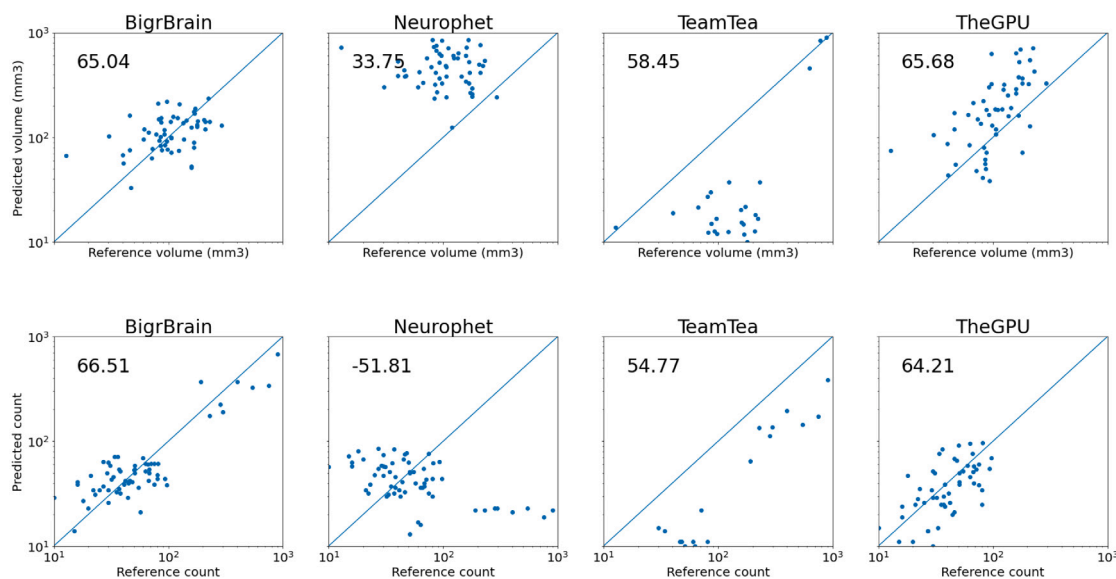 BigrBrain Neurophet TeamTea TheGPU
65.04 33.75 58.45 65.68
Predicted volume (mm3)
10³
10²
10¹
Reference volume (mm3) Reference volume (mm3) Reference volume (mm3) Reference volume (mm3)
BigrBrain Neurophet TeamTea TheGPU
66.51 -51.81 54.77 64.21
Predicted count
10³
10²
10¹
10¹ 10² 10³ 10¹ 10² 10³ 10¹ 10² 10³ 10¹ 10² 10³
Reference count Reference count Reference count Reference count